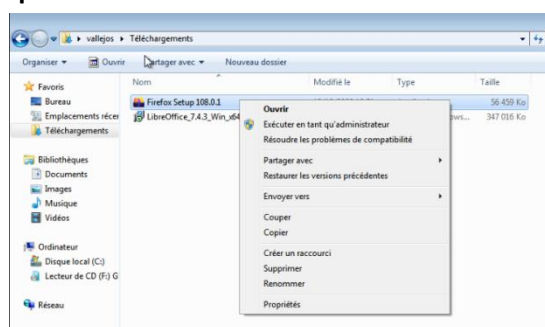 vallejos ▸ Téléchargements
Organiser Ouvrir Partager avec Nouveau dossier
Nom Modifié le Type Taille
Favoris
Bureau
Emplacements récen
Téléchargements
Bibliothèques
Documents
Images
Musique
Vidéos
Ordinateur
Disque local (C:)
Lecteur de CD (F:) G
Réseau
Firefox Setup 108.0.1 56 459 Ko
LibreOffice_7.4.3_Win_x64 347 016 Ko
Ouvrir
Exécuter en tant qu'administrateur
Résoudre les problèmes de compatibilité
Partager avec
Restaurer les versions précédentes
Envoyer vers
Couper
Copier
Créer un raccourci
Supprimer
Renommer
Propriétés